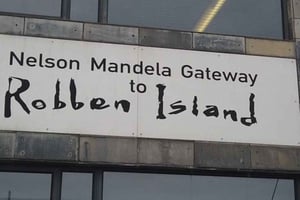 Nelson Mandela Gateway
to
Robben Island